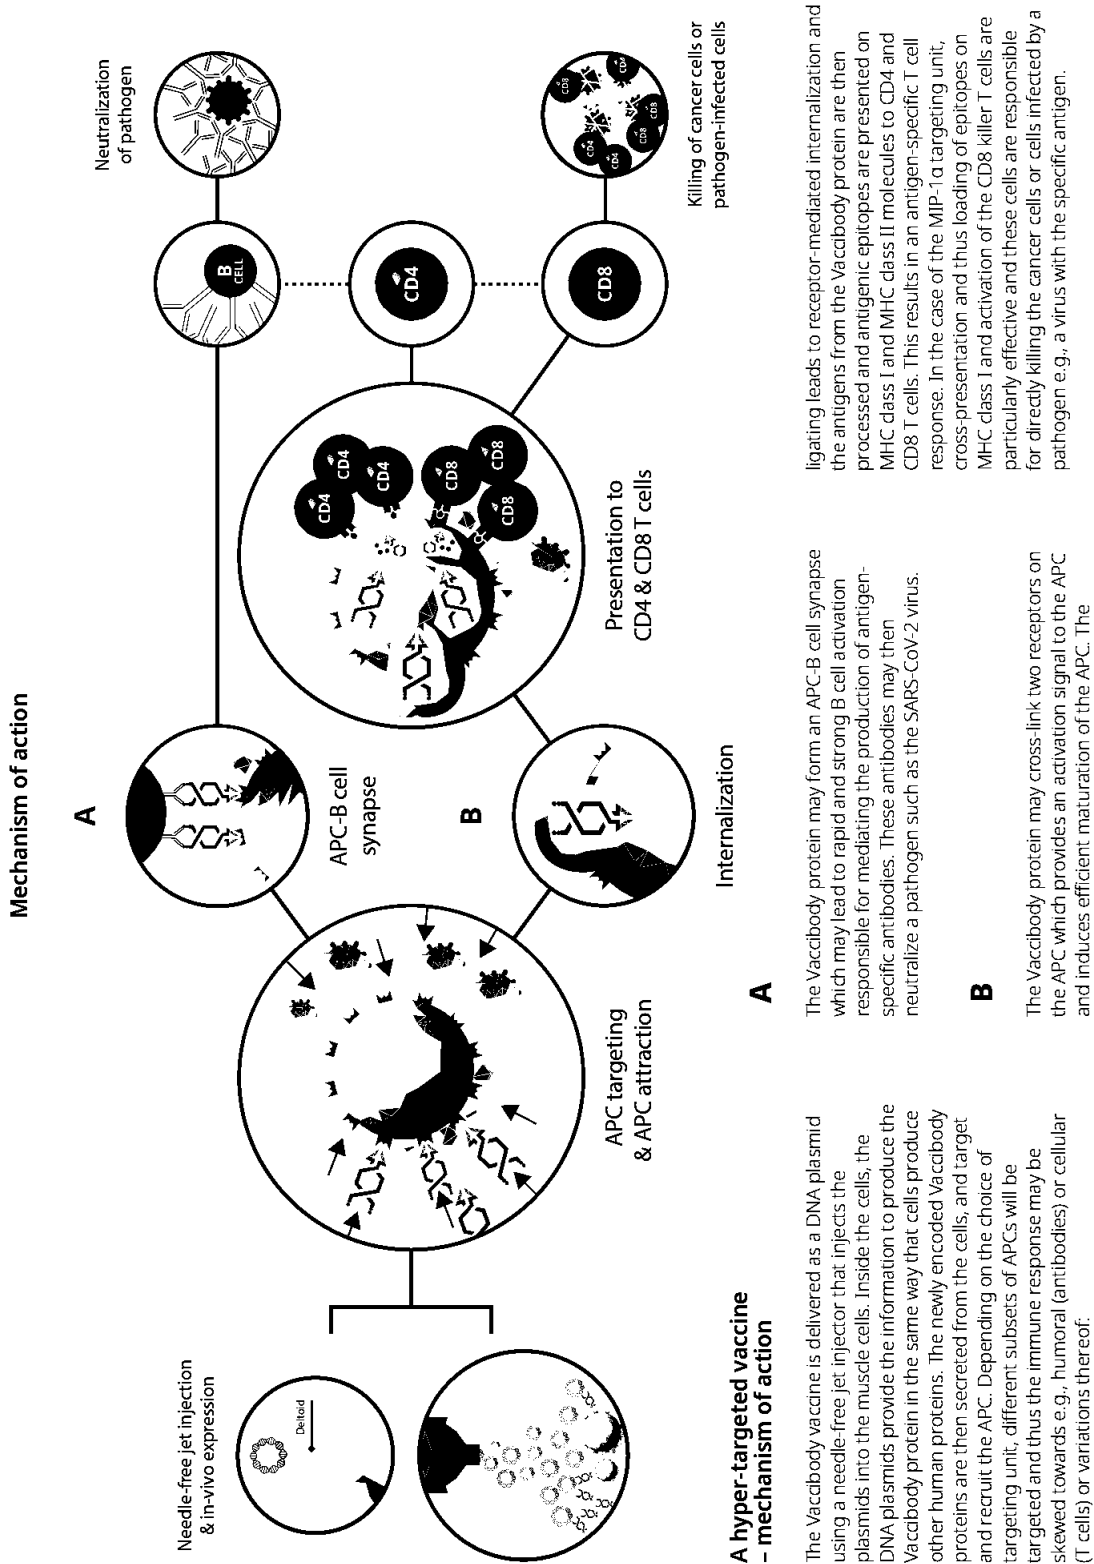 Mechanism of action
Needle-free jet injection
& in-vivo expression
Deltoid
APC targeting
& APC attraction
A
APC-B cell
synapse
B
Internalization
Presentation to
CD4 & CD8 T cells
CD4
CD4
CD4
CD8
CD8
CD8
B
CELL
CD4
CD8
Neutralization
of pathogen
CD8
CD4
CD8
CD8
CD4
CD4
Killing of cancer cells or
pathogen-infected cells
A hyper-targeted vaccine
– mechanism of action
The Vaccibody vaccine is delivered as a DNA plasmid
using a needle-free jet injector that injects the
plasmids into the muscle cells. Inside the cells, the
DNA plasmids provide the information to produce the
Vaccibody protein in the same way that cells produce
other human proteins. The newly encoded Vaccibody
proteins are then secreted from the cells, and target
and recruit the APC. Depending on the choice of
targeting unit, different subsets of APCs will be
targeted and thus the immune response may be
skewed towards e.g., humoral (antibodies) or cellular
(T cells) or variations thereof.
A
The Vaccibody protein may form an APC-B cell synapse
which may lead to rapid and strong B cell activation
responsible for mediating the production of antigen-
specific antibodies. These antibodies may then
neutralize a pathogen such as the SARS-CoV-2 virus.
B
The Vaccibody protein may cross-link two receptors on
the APC which provides an activation signal to the APC
and induces efficient maturation of the APC. The
ligating leads to receptor-mediated internalization and
the antigens from the Vaccibody protein are then
processed and antigenic epitopes are presented on
MHC class I and MHC class II molecules to CD4 and
CD8 T cells. This results in an antigen-specific T cell
response. In the case of the MIP-1α targeting unit,
cross-presentation and thus loading of epitopes on
MHC class I and activation of the CD8 killer T cells are
particularly effective and these cells are responsible
for directly killing the cancer cells or cells infected by a
pathogen e.g., a virus with the specific antigen.